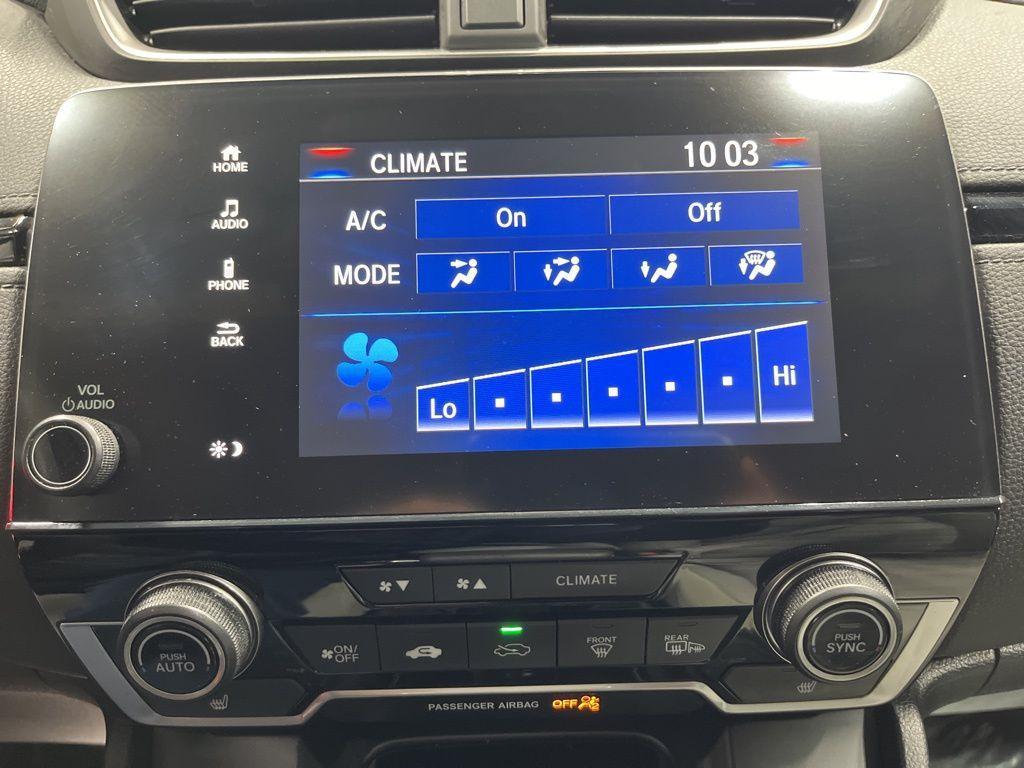 HOME
AUDIO
PHONE
BACK
VOL
AUDIO
CLIMATE 10 03
A/C On Off
MODE
Lo Hi
CLIMATE
PUSH
AUTO
ON/
OFF
FRONT
REAR
PUSH
SYNC
PASSENGER AIRBAG OFF